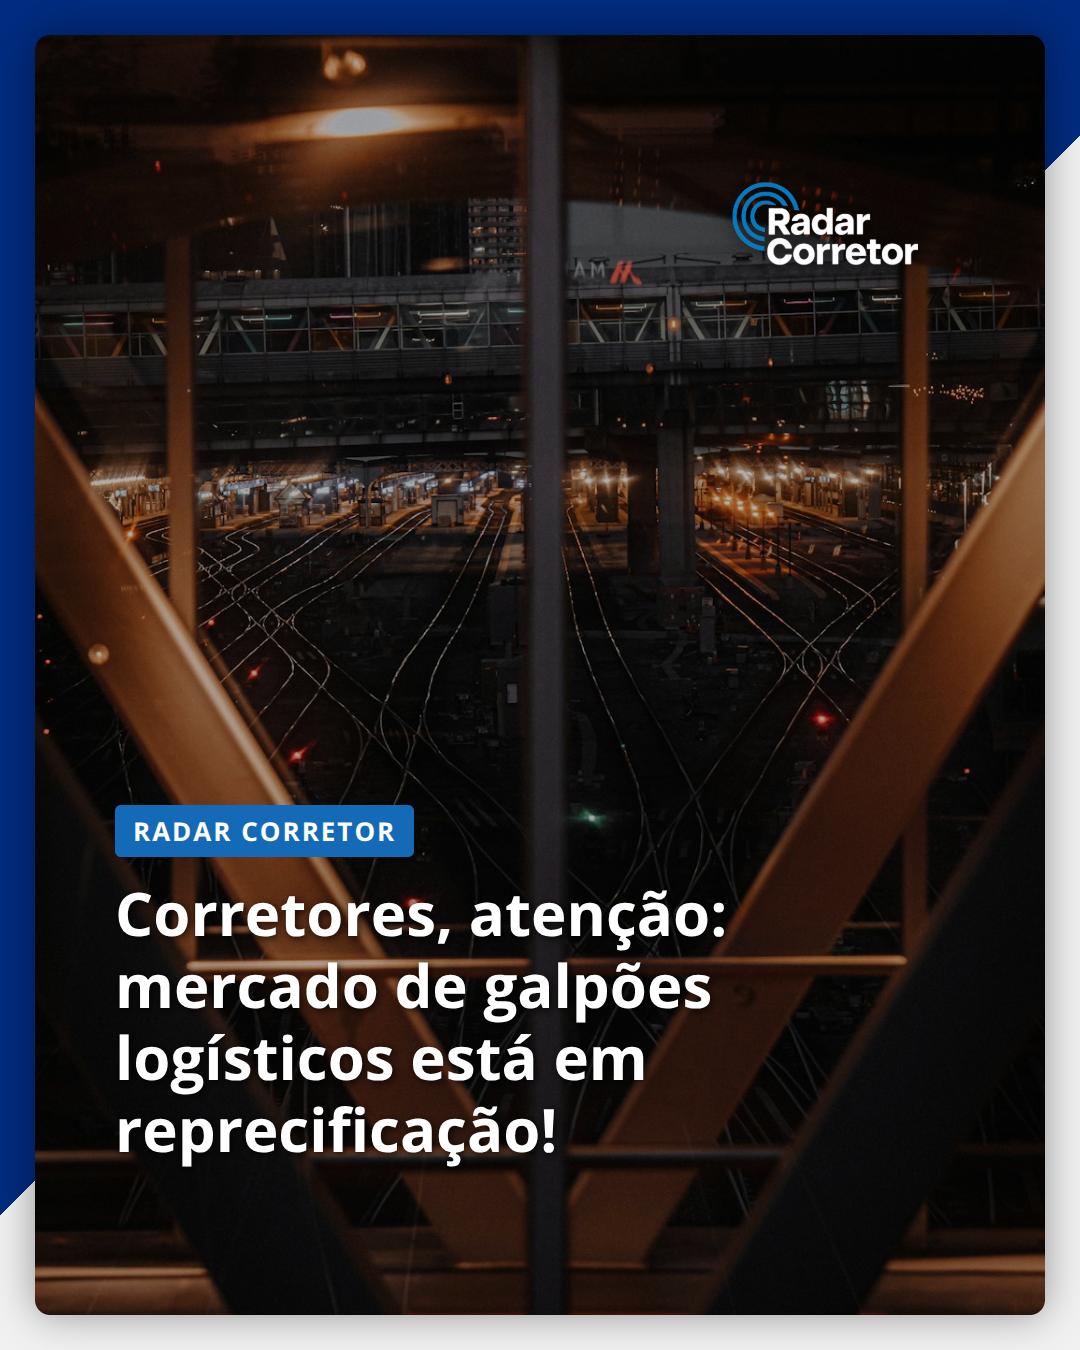 Radar
Corretor
RADAR CORRETOR
Corretores, atenção:
mercado de galpões
logísticos está em
reprecificação!